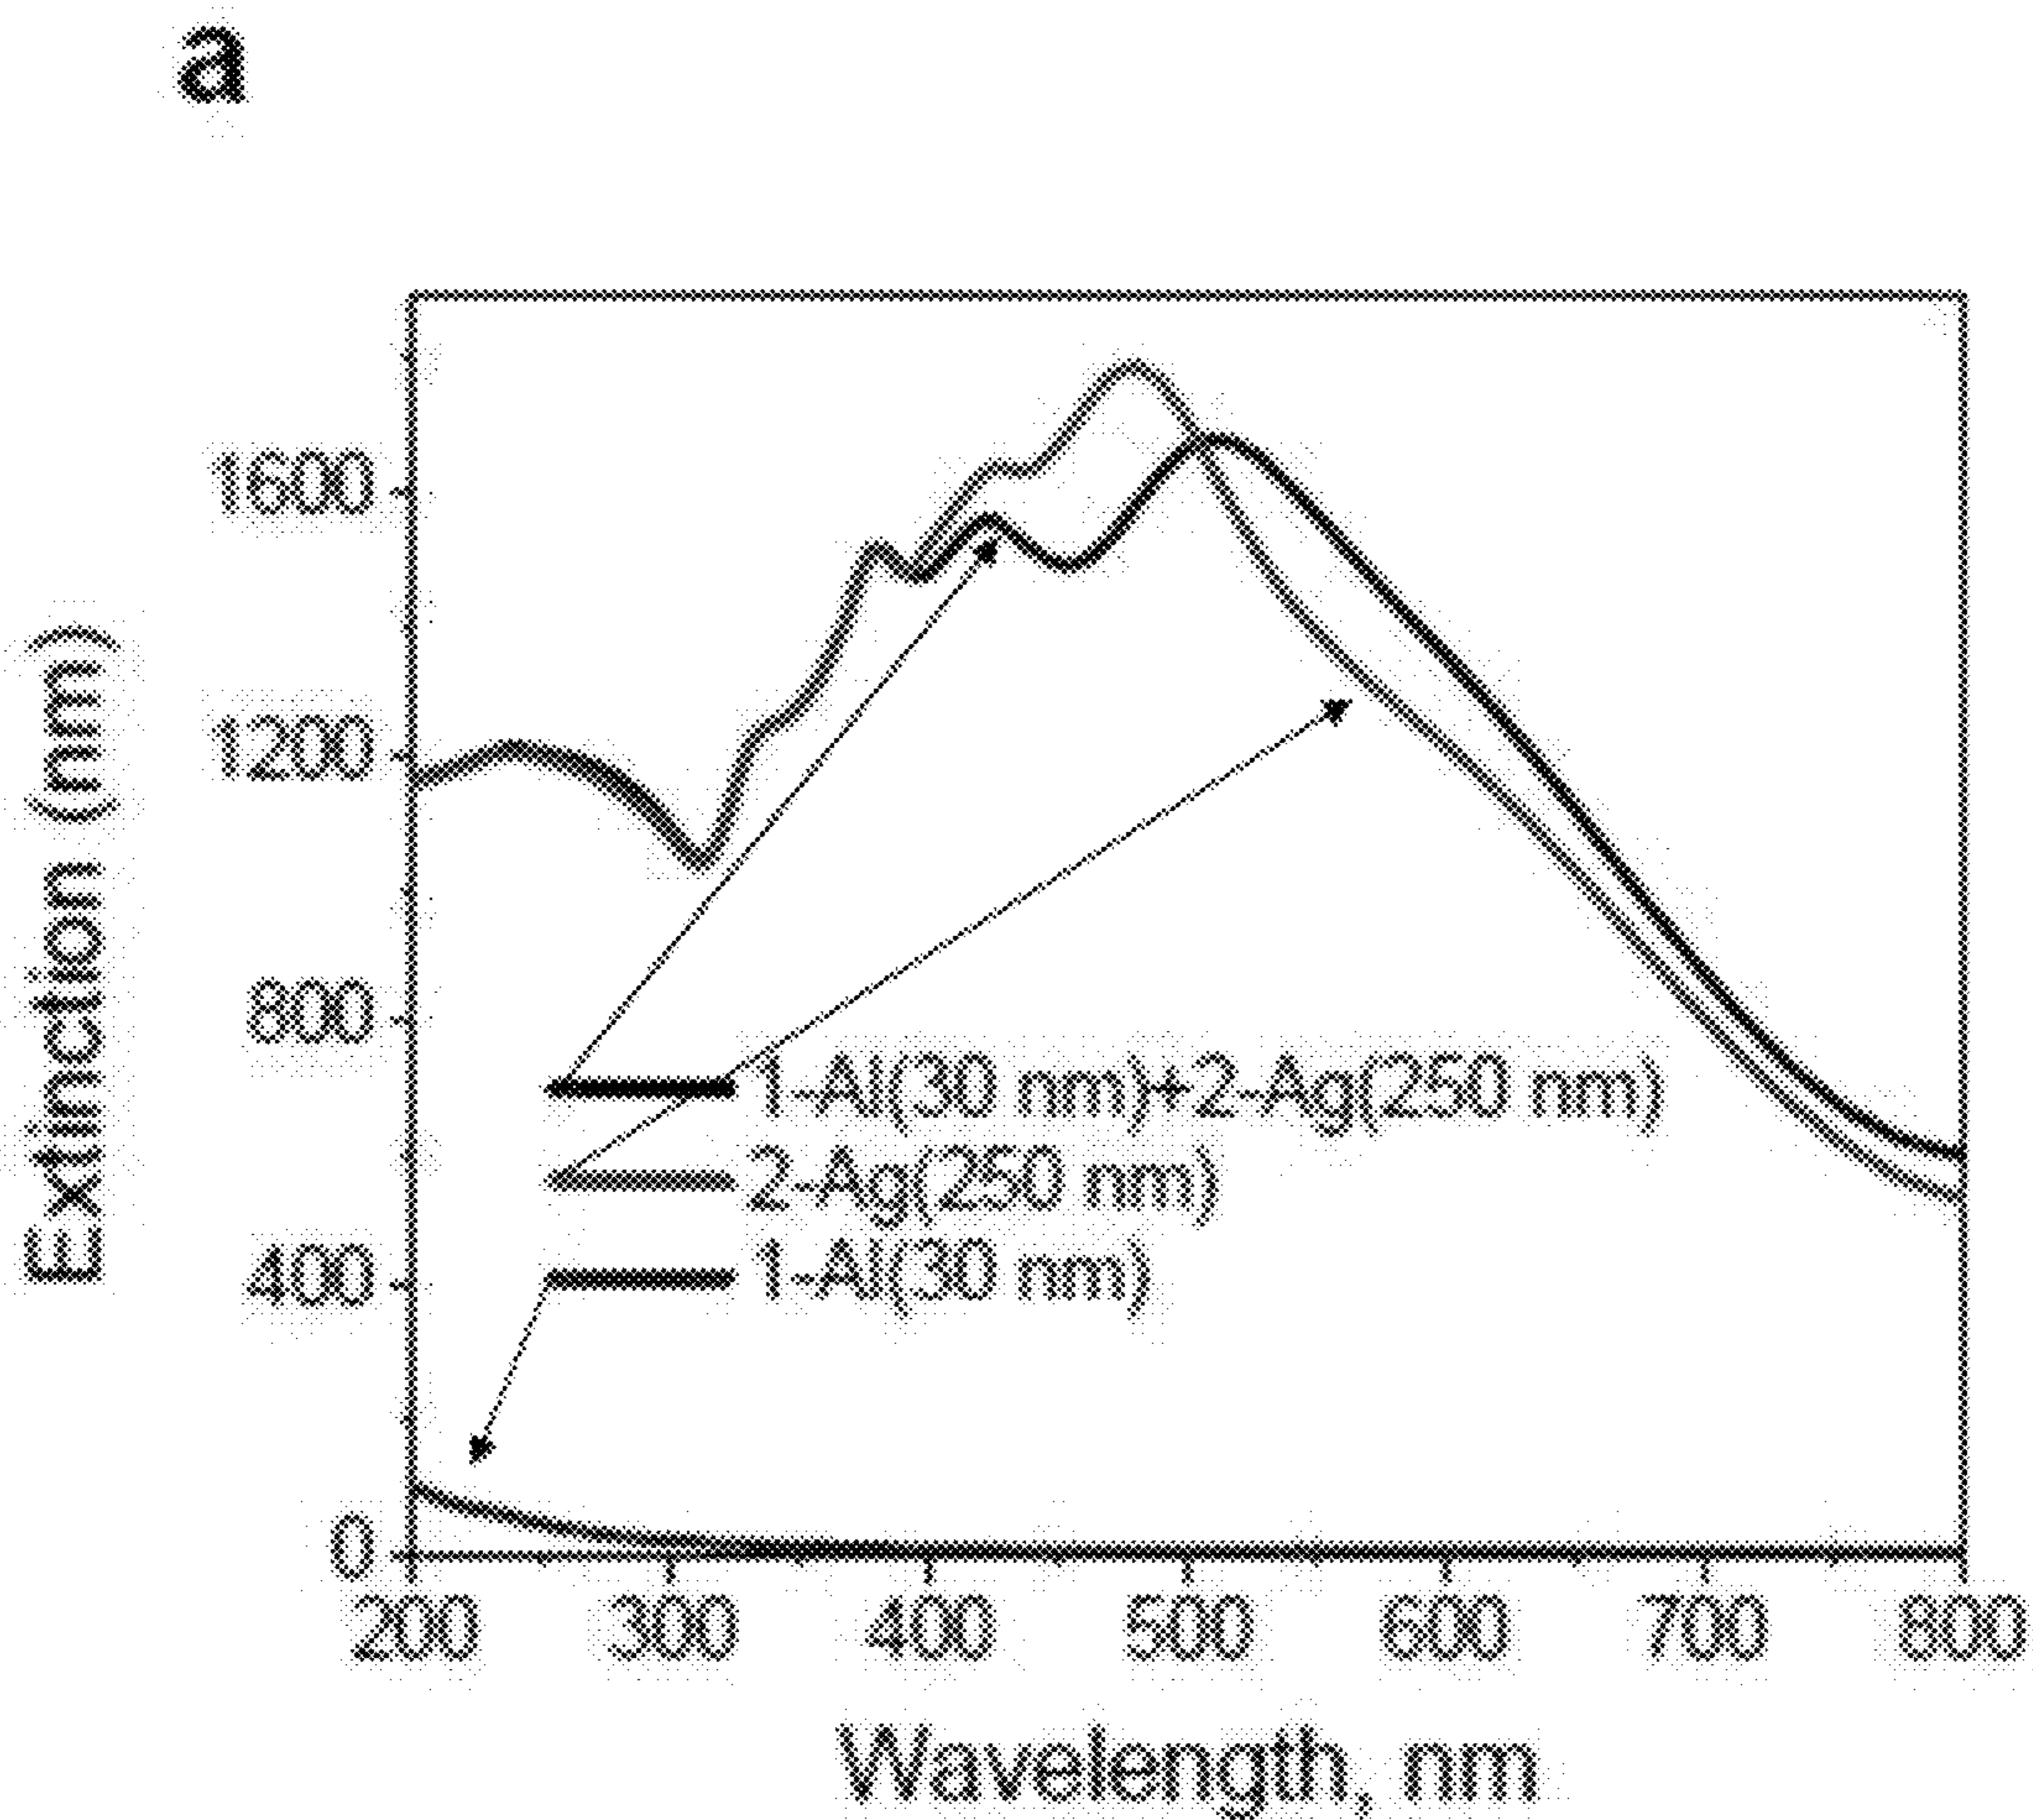 a
Extinction (nm)
1600
1200
800
400
0
1-Al(30 nm)+2-Ag(250 nm)
2-Ag(250 nm)
1-Al(30 nm)
200 300 400 500 600 700 800
Wavelength, nm